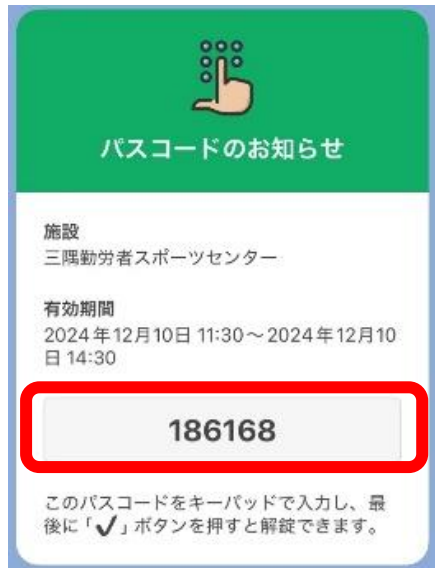 パスコードのお知らせ
施設
三隅勤労者スポーツセンター
有効期間
2024年12月10日 11:30～2024年12月10
日 14:30
186168
このパスコードをキーパッドで入力し、最
後に「✓」ボタンを押すと解錠できます。